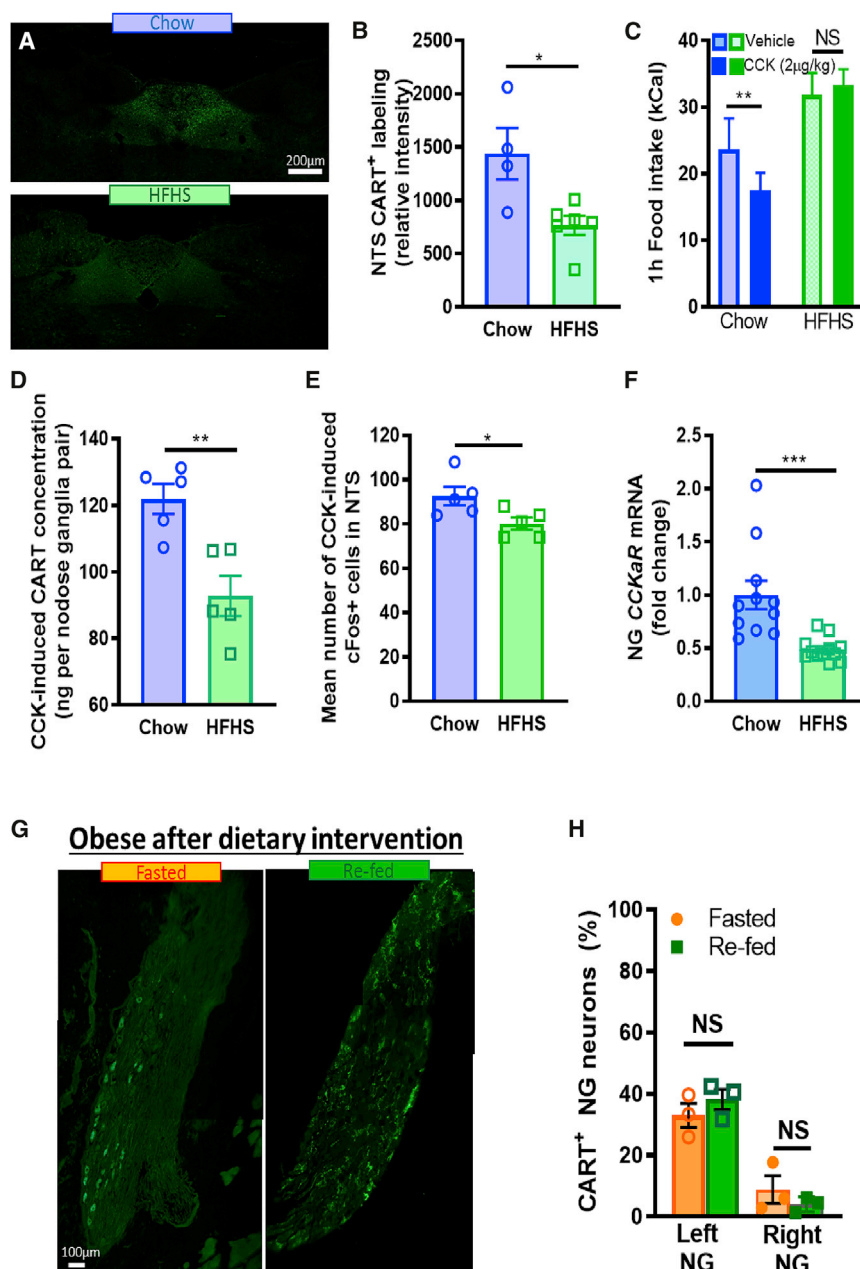 A
Chow
200µm
HFHS
B
NTS CART+ labeling
(relative intensity)
2500
2000
1500
1000
500
0
*
Chow HFHS
C
1h Food intake (kCal)
40
30
20
10
0
Vehicle
CCK (2µg/kg)
**
NS
Chow HFHS
D
CCK-induced CART concentration
(ng per nodose ganglia pair)
140
120
100
80
60
**
Chow HFHS
E
Mean number of CCK-induced
cFos+ cells in NTS
120
100
80
60
40
20
0
*
Chow HFHS
F
NG CCKaR mRNA
(fold change)
2.5
2.0
1.5
1.0
0.5
0.0
***
Chow HFHS
G
Obese after dietary intervention
Fasted
Re-fed
100µm
H
CART+ NG neurons (%)
100
80
60
40
20
0
Fasted
Re-fed
NS
NS
Left Right
NG NG